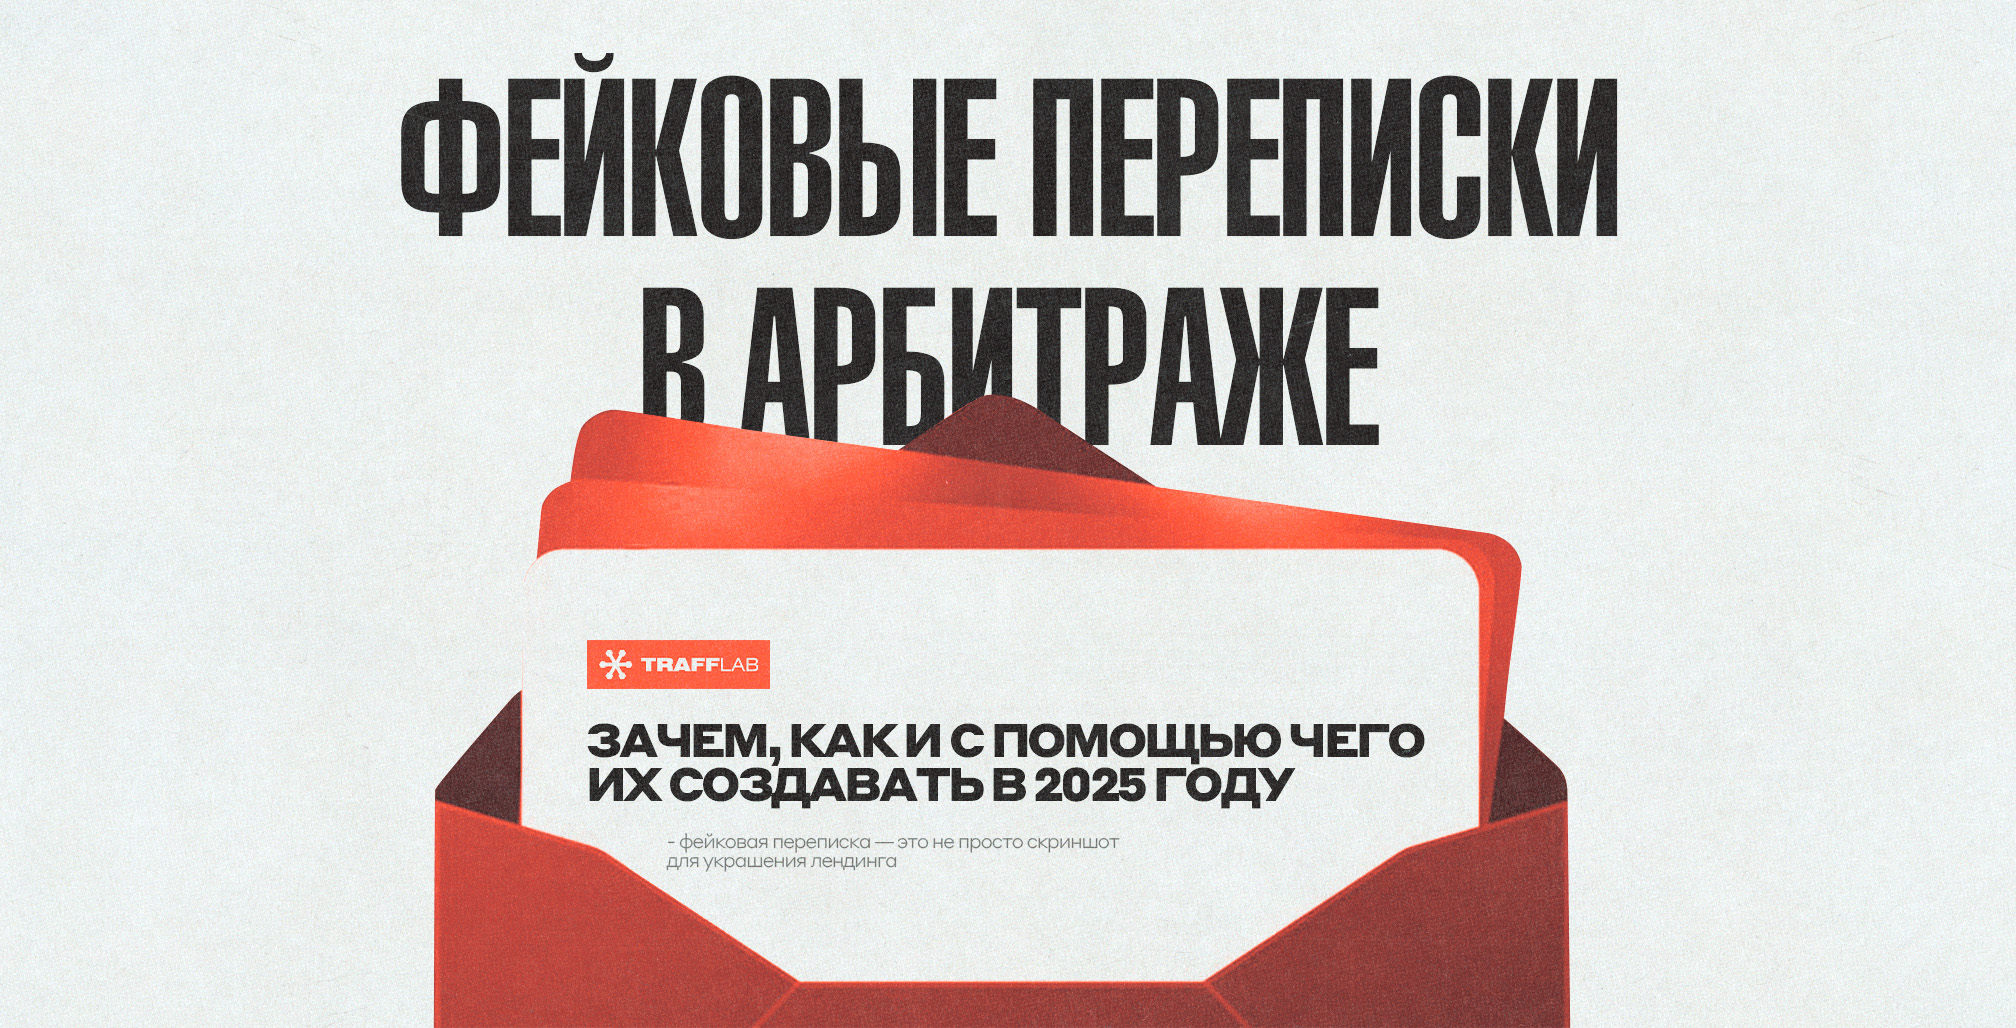 ФЕЙКОВЫЕ ПЕРЕПИСКИ
В АРБИТРАЖЕ
TRAFFLAB
ЗАЧЕМ, КАК И С ПОМОЩЬЮ ЧЕГО
ИХ СОЗДАВАТЬ В 2025 ГОДУ
- фейковая переписка — это не просто скриншот
для украшения лендинга